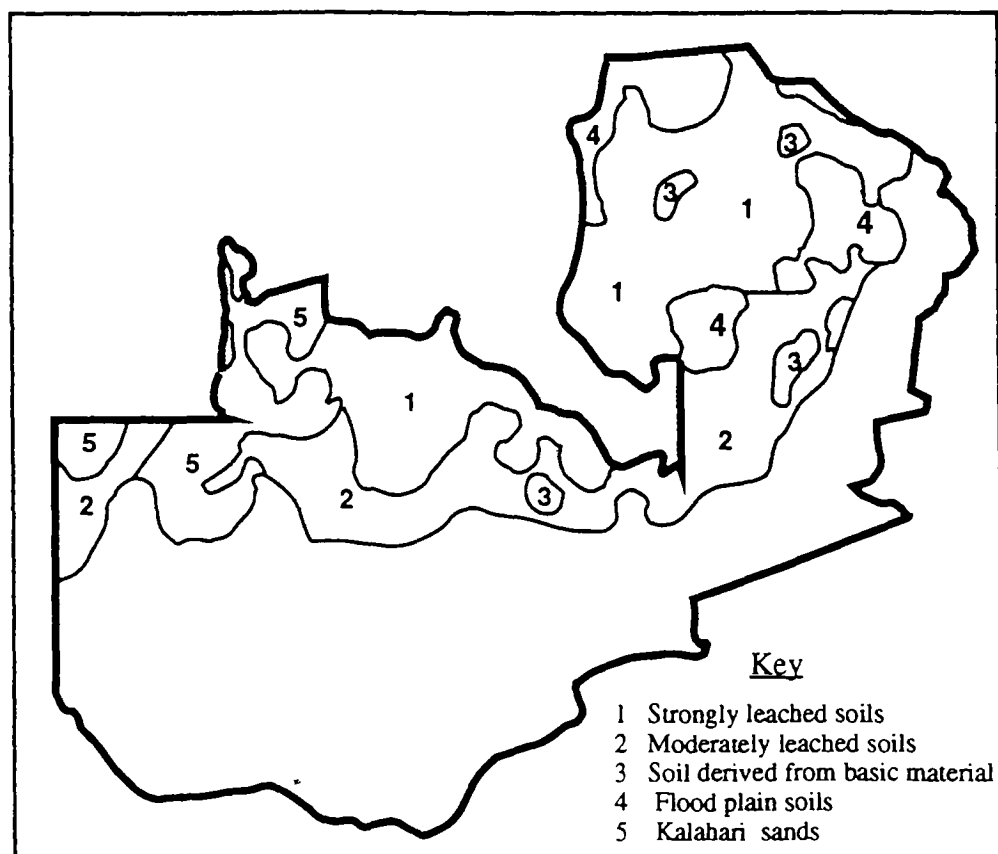 4
3
3
1
4
1
5
4
3
1
2
5
5
2
2
3
Key
1 Strongly leached soils
2 Moderately leached soils
3 Soil derived from basic material
4 Flood plain soils
5 Kalahari sands